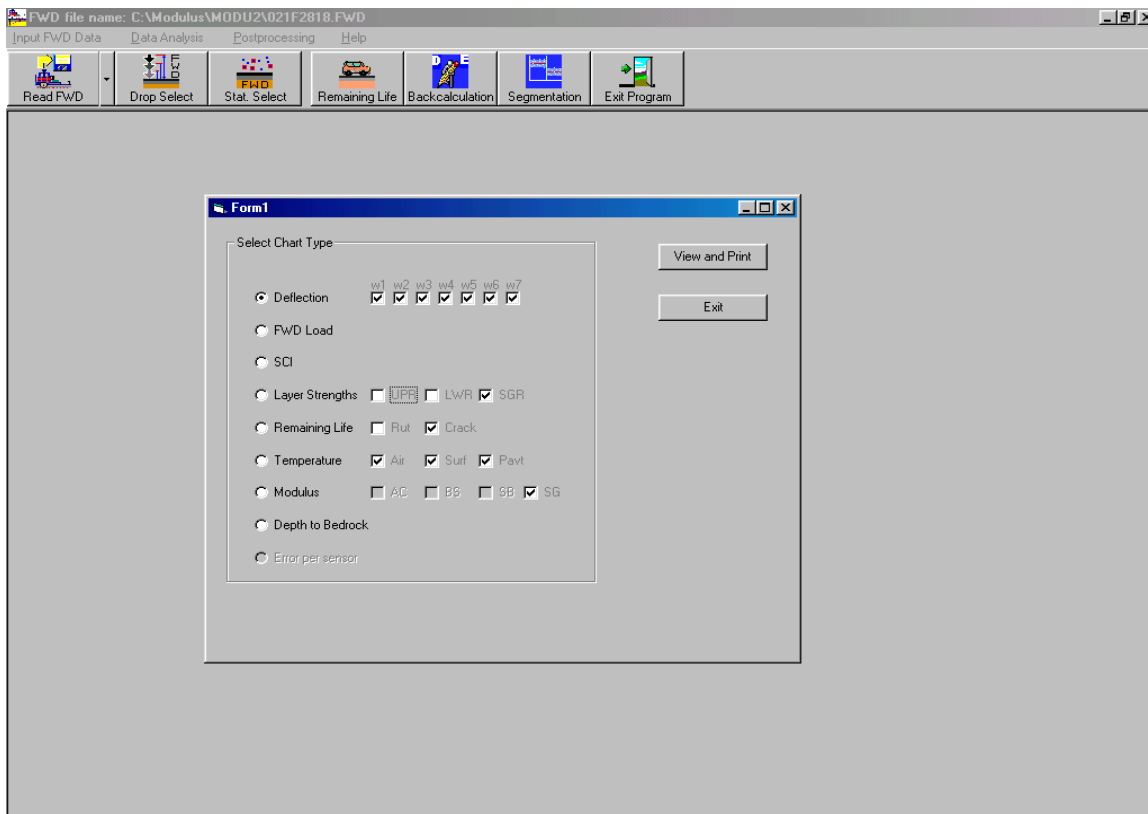 FWD file name: C:\Modulus\MODU2\021F2818.FWD
Input FWD Data Data Analysis Postprocessing Help
FWD
FWD
D E
Read FWD Drop Select Stat. Select Remaining Life Backcalculation Segmentation Exit Program
Form1
Select Chart Type
View and Print
w1 w2 w3 w4 w5 w6 w7
Deflection
Exit
FWD Load
SCI
Layer Strengths UPR LWR SGR
Remaining Life Rut Crack
Temperature Air Surf Pavt
Modulus AC BS SB SG
Depth to Bedrock
Error per sensor